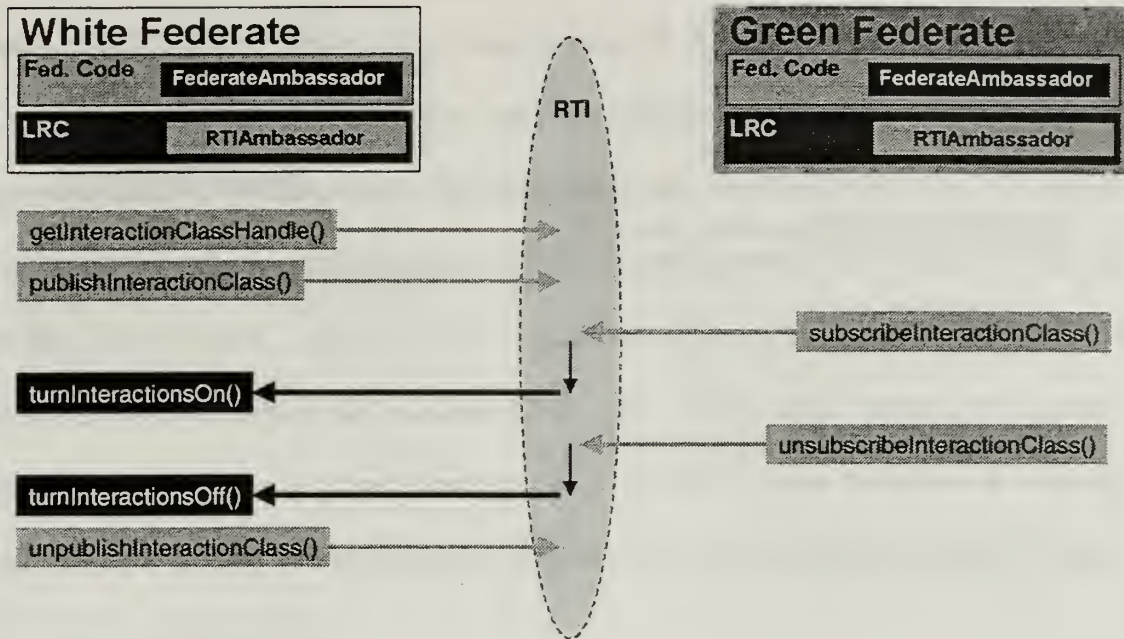 White Federate
Fed. Code
FederateAmbassador
LRC
RTIAmbassador
RTI
Green Federate
Fed. Code
FederateAmbassador
LRC
RTIAmbassador
getInteractionClassHandle()
publishInteractionClass()
subscribeInteractionClass()
turnInteractionsOn()
unsubscribeInteractionClass()
turnInteractionsOff()
unpublishInteractionClass()